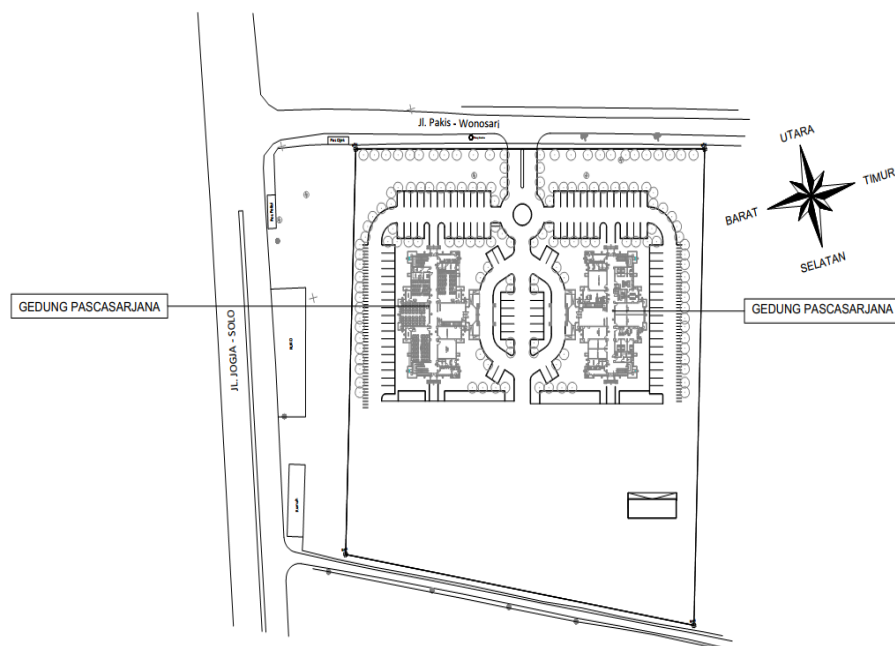 Jl. Pakis - Wonosari
UTARA
TIMUR
BARAT
SELATAN
GEDUNG PASCASARJANA
GEDUNG PASCASARJANA
JL. JOGJA - SOLO